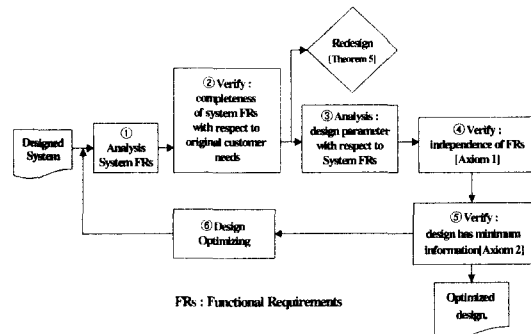 Designed
System
①
Analysis
System FRs
② Verify :
completeness
of system FRs
with respect to
original customer
needs
Redesign
[Theorem 5]
③ Analysis :
design parameter
with respect to
System FRs
④ Verify :
independence of FRs
[Axiom 1]
⑤ Verify :
design has minimum
information[Axiom 2]
⑥ Design
Optimizing
Optimized
design.
FRs : Functional Requirements